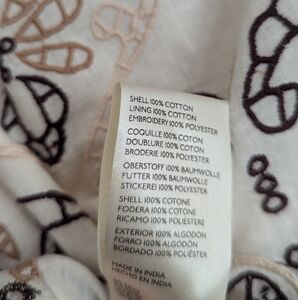 SHELL 100% COTTON
LINING 100% COTTON
EMBROIDERY 100% POLYESTER
COQUILLE 100% COTON
DOUBLURE 100% COTON
BRODERIE 100% POLYESTER
OBERSTOFF 100% BAUMWOLLE
FUTTER 100% BAUMWOLLE
STICKEREI 100% POLYESTER
SHELL 100% COTONE
FODERA 100% COTONE
RICAMO 100% POLIESTERE
EXTERIOR 100% ALGODÓN
FORRO 100% ALGODÓN
BORDADO 100% POLIÉSTER
MADE IN INDIA
HECHO EN INDIA